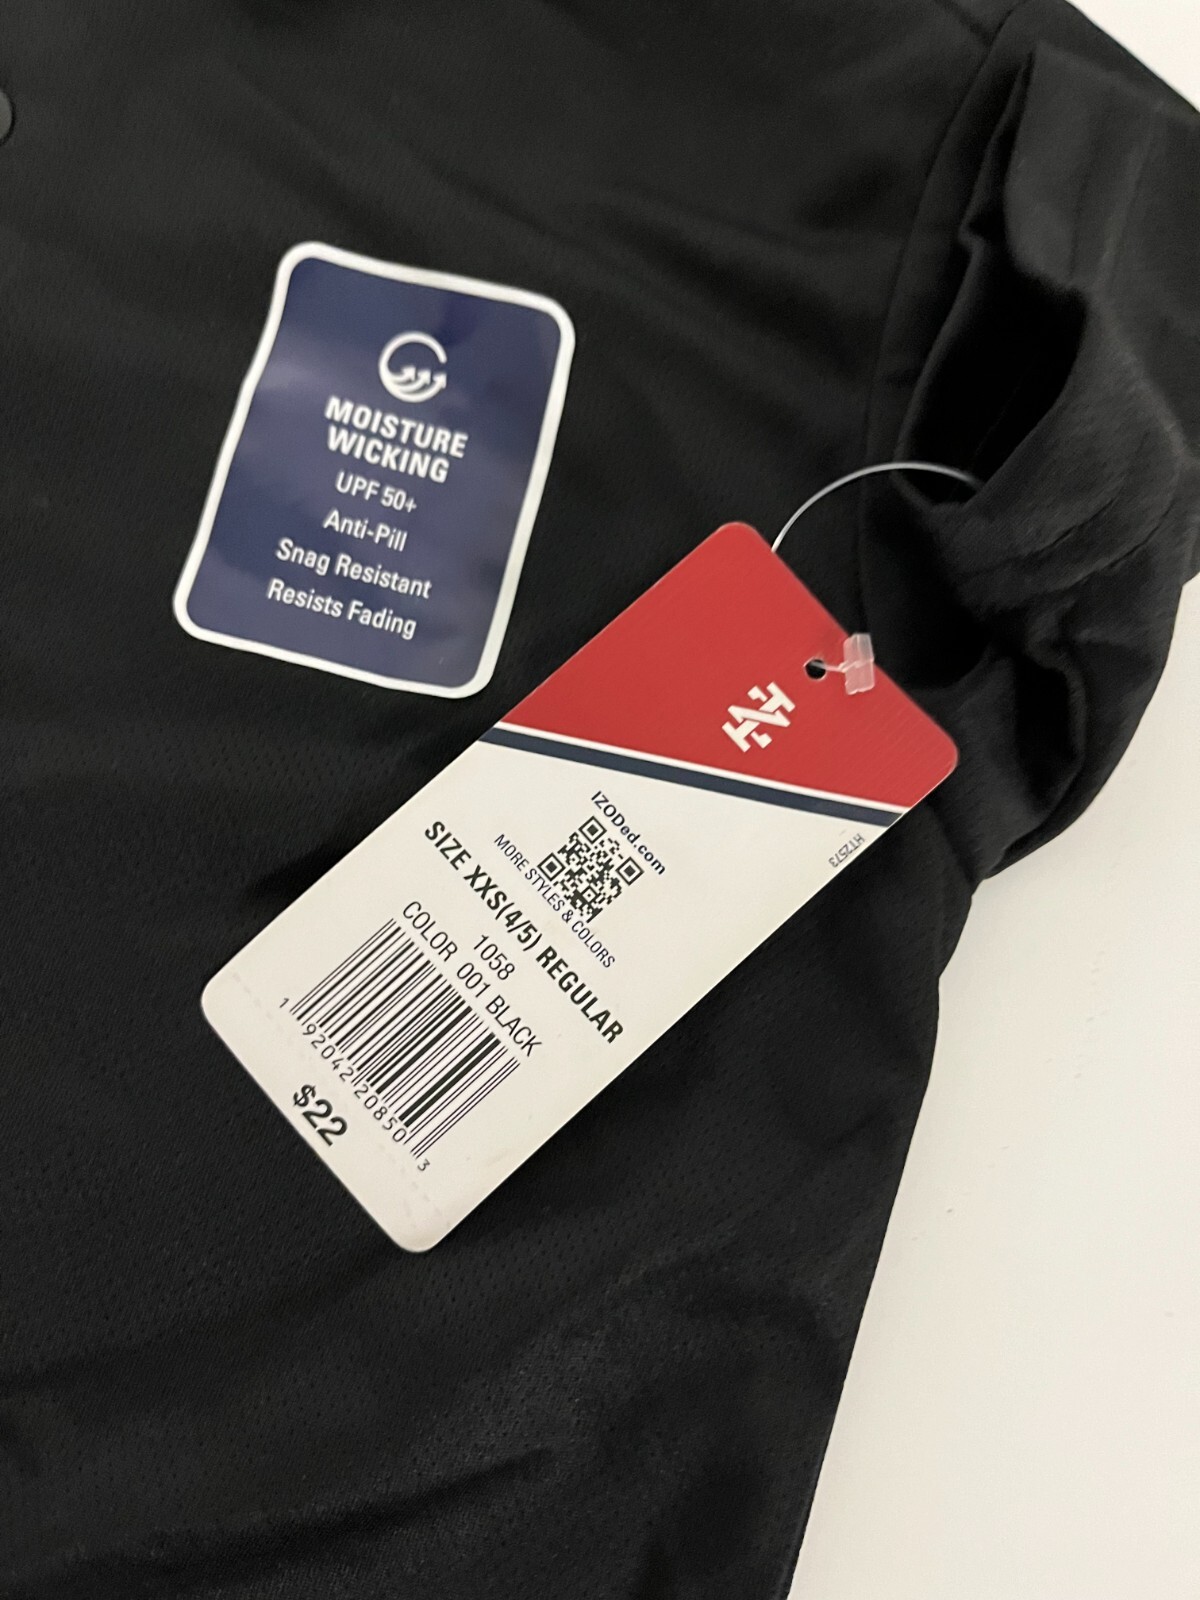 MOISTURE
WICKING
UPF 50+
Anti-Pill
Snag Resistant
Resists Fading
HT2573
IZODed.com
MORE STYLES & COLORS
SIZE XXS(4/5) REGULAR
1058
COLOR 001 BLACK
1 92042 20850 3
$22